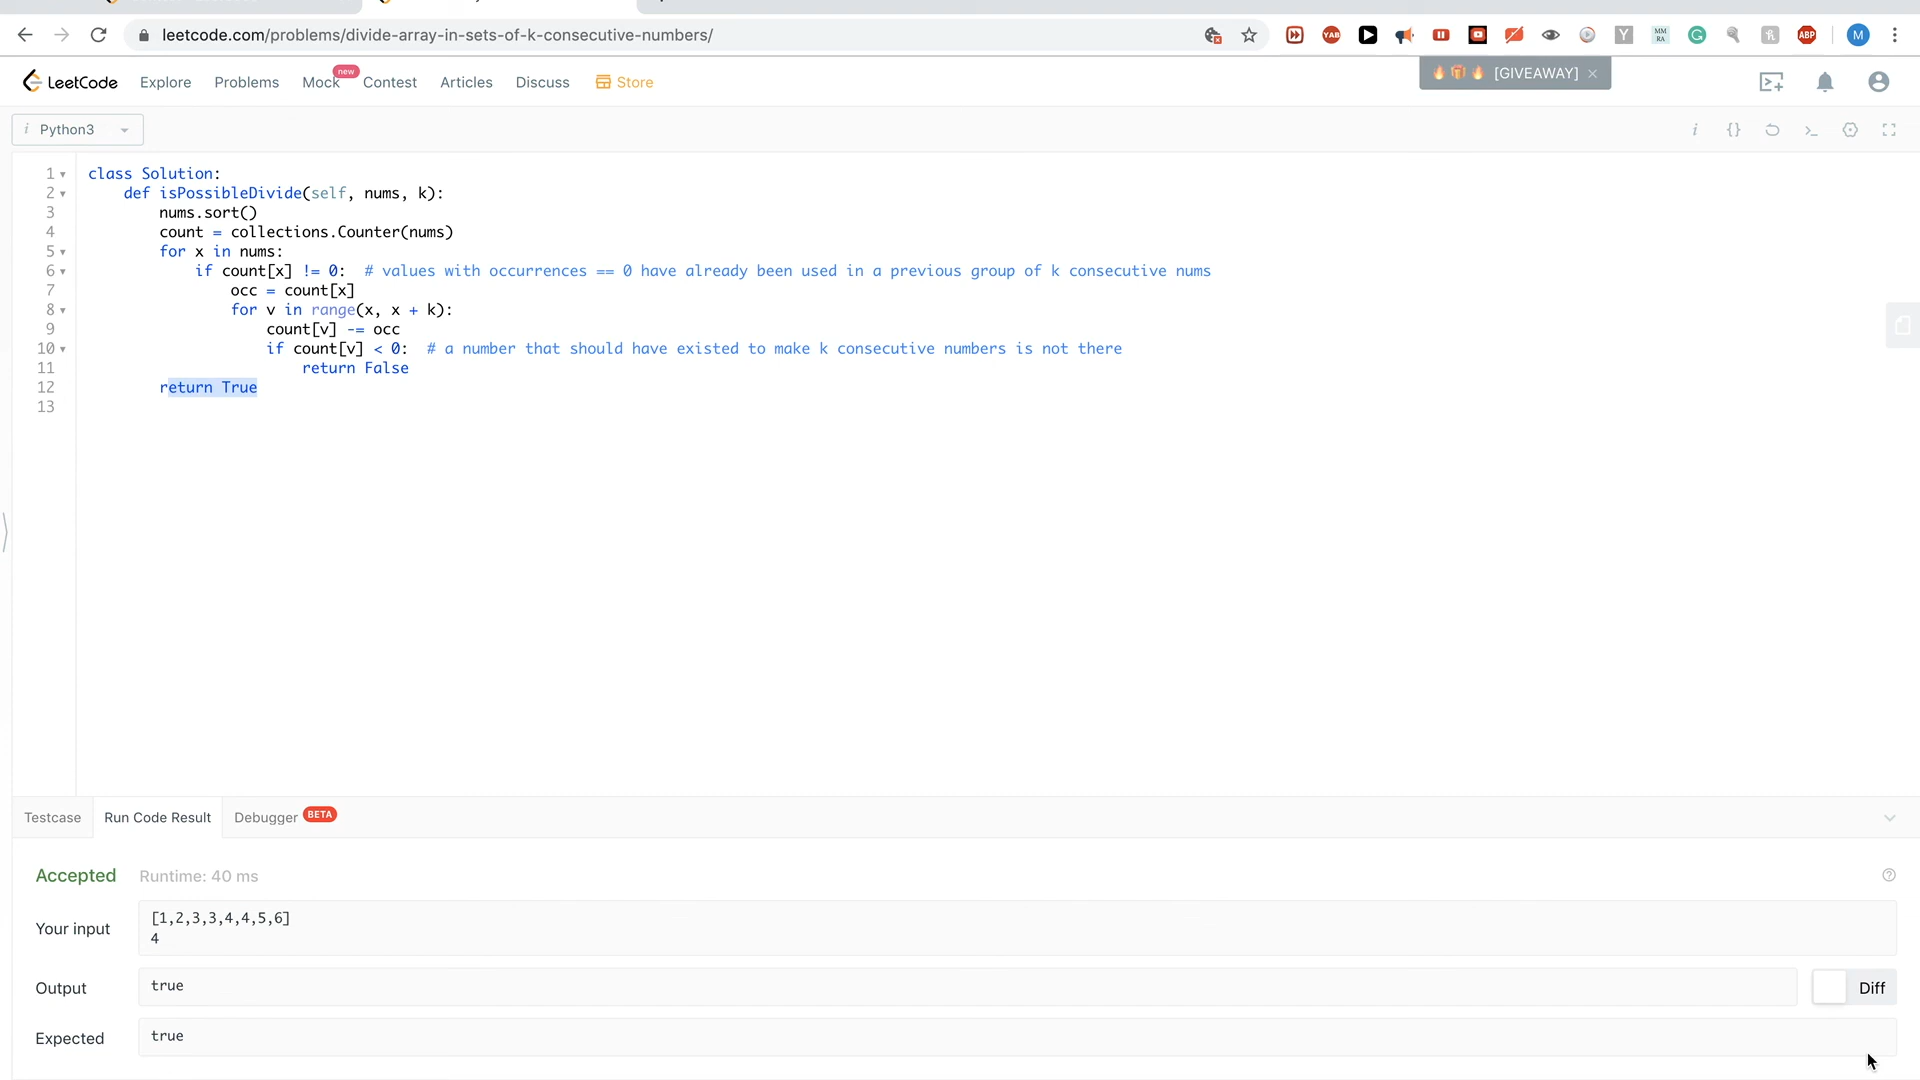 leetcode.com/problems/divide-array-in-sets-of-k-consecutive-numbers/
YAB
Y
MM
RA
ABP
M
LeetCode Explore Problems Mock new Contest Articles Discuss Store
[GIVEAWAY] ×
i Python3
i {} >_
1 class Solution:
2     def isPossibleDivide(self, nums, k):
3         nums.sort()
4         count = collections.Counter(nums)
5         for x in nums:
6             if count[x] != 0:  # values with occurrences == 0 have already been used in a previous group of k consecutive nums
7                 occ = count[x]
8                 for v in range(x, x + k):
9                     count[v] -= occ
10                     if count[v] < 0:  # a number that should have existed to make k consecutive numbers is not there
11                         return False
12         return True
13
Testcase Run Code Result Debugger BETA
Accepted Runtime: 40 ms
Your input
[1,2,3,3,4,4,5,6]
4
Output true Diff
Expected true